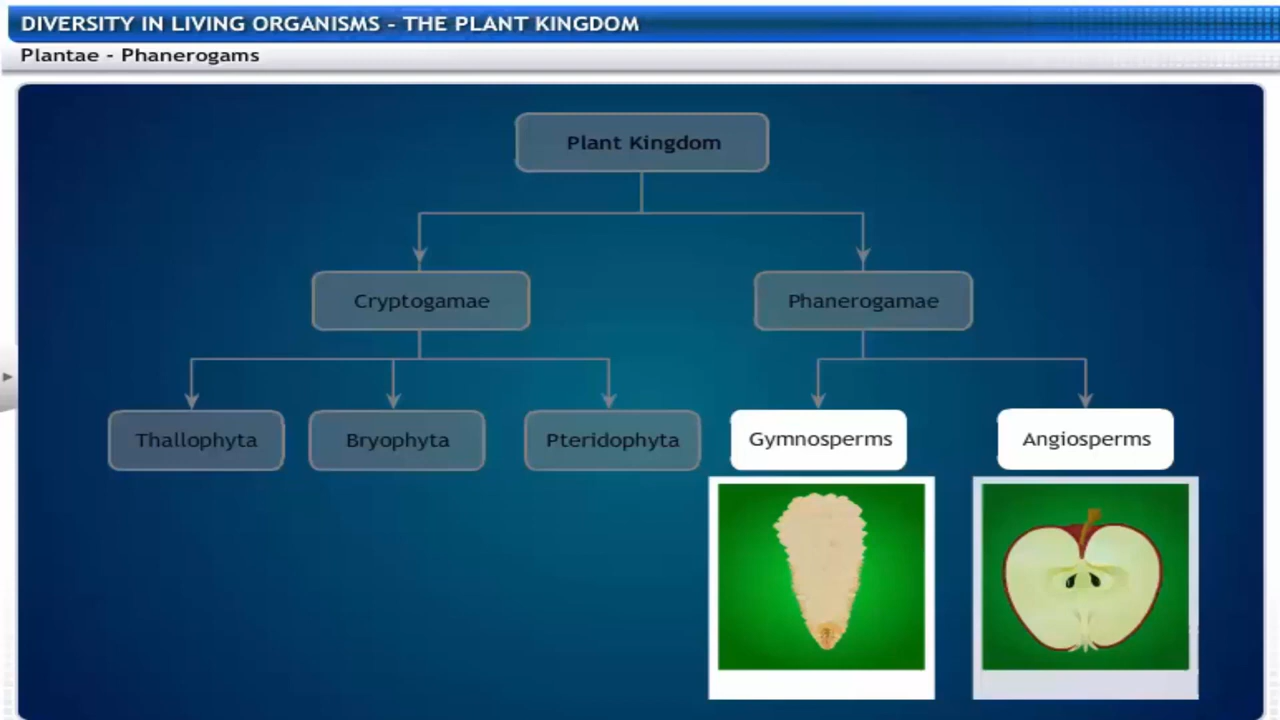 DIVERSITY IN LIVING ORGANISMS - THE PLANT KINGDOM
Plantae - Phanerogams
Plant Kingdom
Cryptogamae
Phanerogamae
Thallophyta
Bryophyta
Pteridophyta
Gymnosperms
Angiosperms